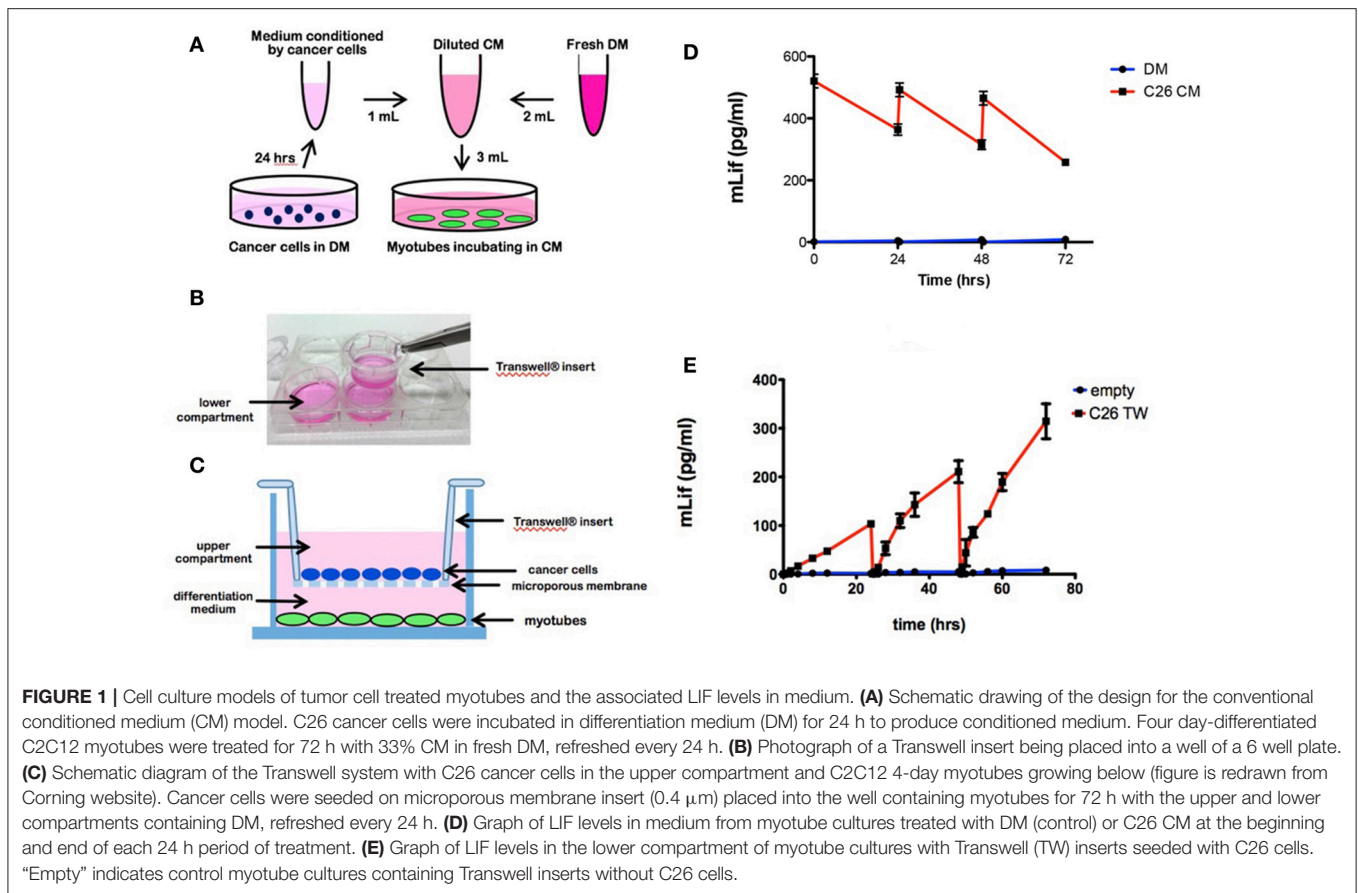 A
Medium conditioned
by cancer cells
Diluted CM
Fresh DM
1 mL
2 mL
24 hrs
3 mL
Cancer cells in DM
Myotubes incubating in CM
B
Transwell® insert
lower
compartment
C
Transwell® insert
upper
compartment
cancer cells
microporous membrane
differentiation
medium
myotubes
D
600
400
200
0
mLif (pg/ml)
0
24
48
72
Time (hrs)
DM
C26 CM
E
400
300
200
100
0
mLif (pg/ml)
0
20
40
60
80
time (hrs)
empty
C26 TW
FIGURE 1 | Cell culture models of tumor cell treated myotubes and the associated LIF levels in medium. (A) Schematic drawing of the design for the conventional
conditioned medium (CM) model. C26 cancer cells were incubated in differentiation medium (DM) for 24 h to produce conditioned medium. Four day-differentiated
C2C12 myotubes were treated for 72 h with 33% CM in fresh DM, refreshed every 24 h. (B) Photograph of a Transwell insert being placed into a well of a 6 well plate.
(C) Schematic diagram of the Transwell system with C26 cancer cells in the upper compartment and C2C12 4-day myotubes growing below (figure is redrawn from
Corning website). Cancer cells were seeded on microporous membrane insert (0.4 μm) placed into the well containing myotubes for 72 h with the upper and lower
compartments containing DM, refreshed every 24 h. (D) Graph of LIF levels in medium from myotube cultures treated with DM (control) or C26 CM at the beginning
and end of each 24 h period of treatment. (E) Graph of LIF levels in the lower compartment of myotube cultures with Transwell (TW) inserts seeded with C26 cells.
“Empty” indicates control myotube cultures containing Transwell inserts without C26 cells.